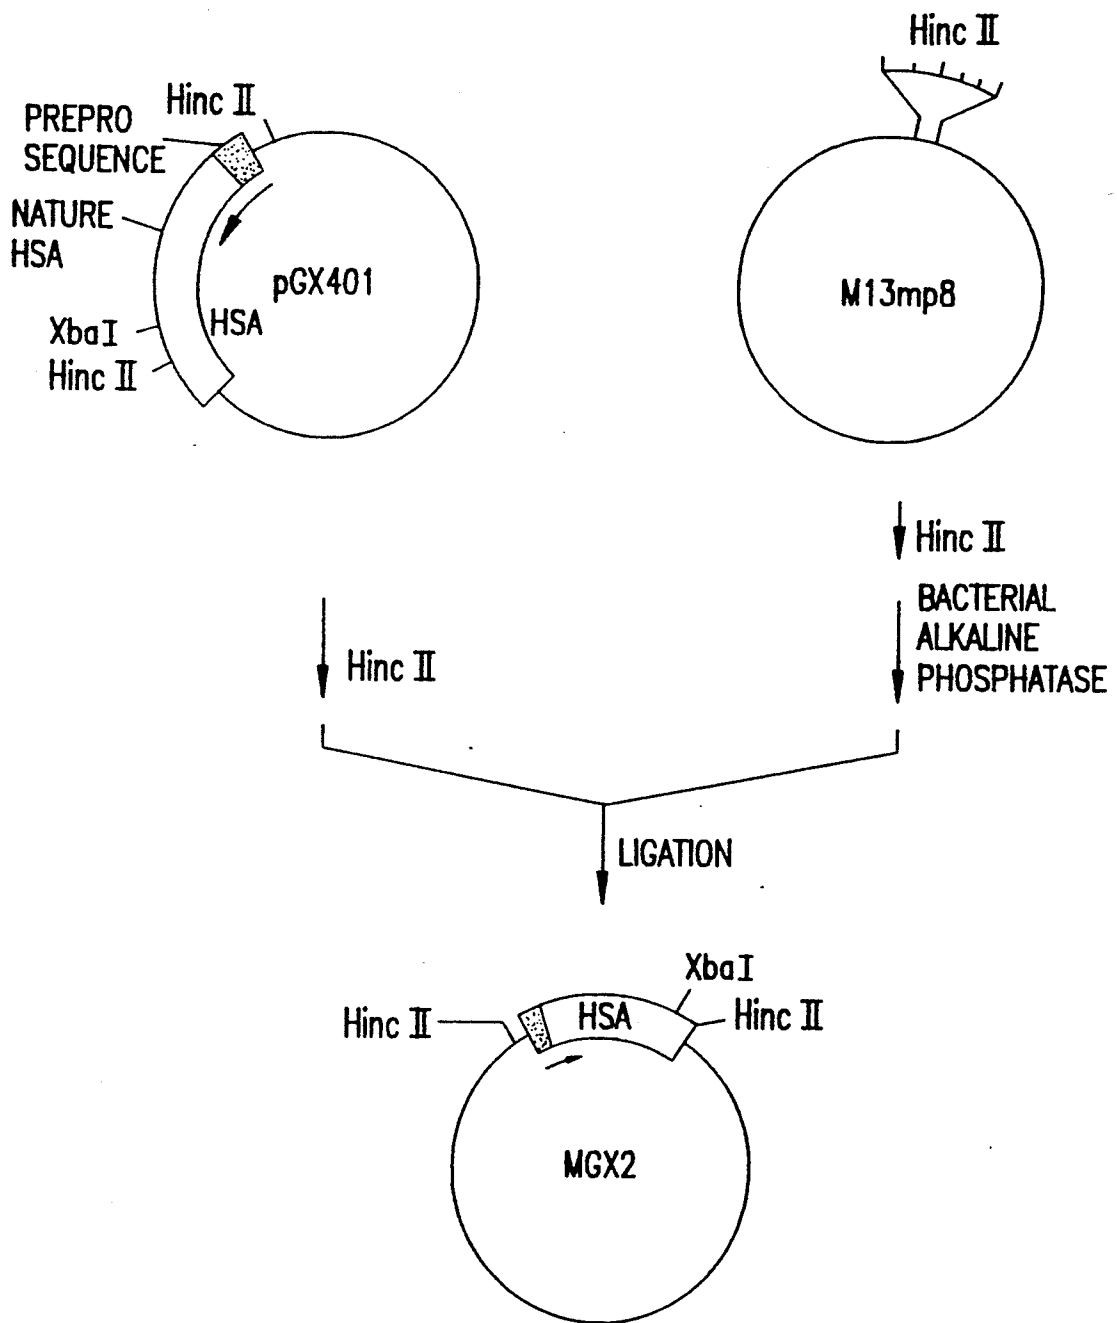 Hinc II
Hinc II
PREPRO
SEQUENCE
NATURE
HSA
pGX401
M13mp8
XbaI
HSA
Hinc II
Hinc II
BACTERIAL
ALKALINE
PHOSPHATASE
Hinc II
LIGATION
XbaI
Hinc II
HSA
Hinc II
MGX2